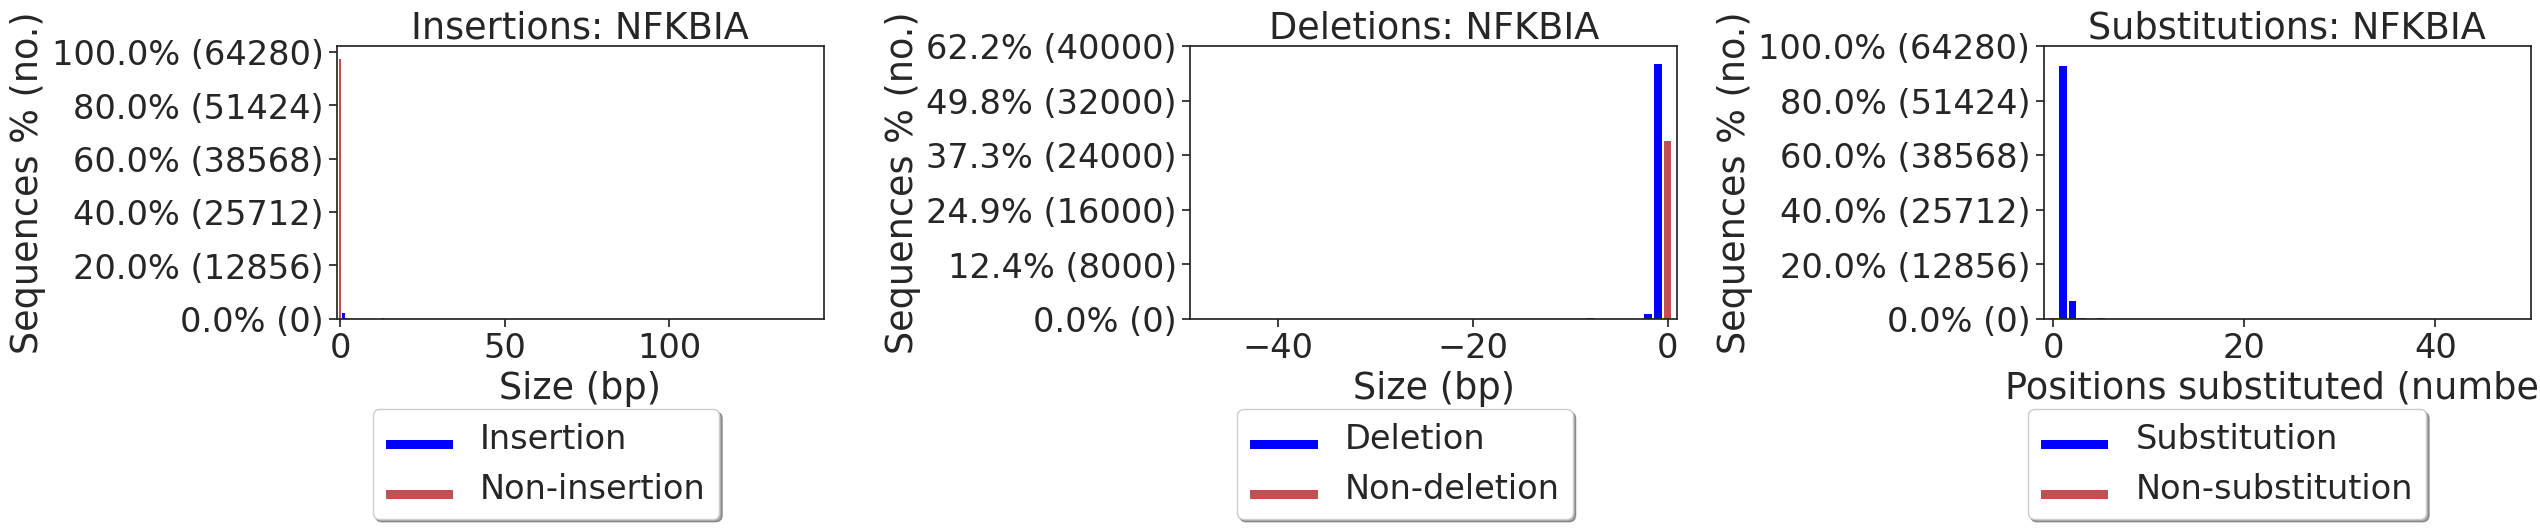 Insertions: NFKBIA
Sequences % (no.)
100.0% (64280)
80.0% (51424)
60.0% (38568)
40.0% (25712)
20.0% (12856)
0.0% (0)
0 50 100
Size (bp)
Insertion
Non-insertion
Deletions: NFKBIA
Sequences % (no.)
62.2% (40000)
49.8% (32000)
37.3% (24000)
24.9% (16000)
12.4% (8000)
0.0% (0)
−40 −20 0
Size (bp)
Deletion
Non-deletion
Substitutions: NFKBIA
Sequences % (no.)
100.0% (64280)
80.0% (51424)
60.0% (38568)
40.0% (25712)
20.0% (12856)
0.0% (0)
0 20 40
Positions substituted (numbe
Substitution
Non-substitution